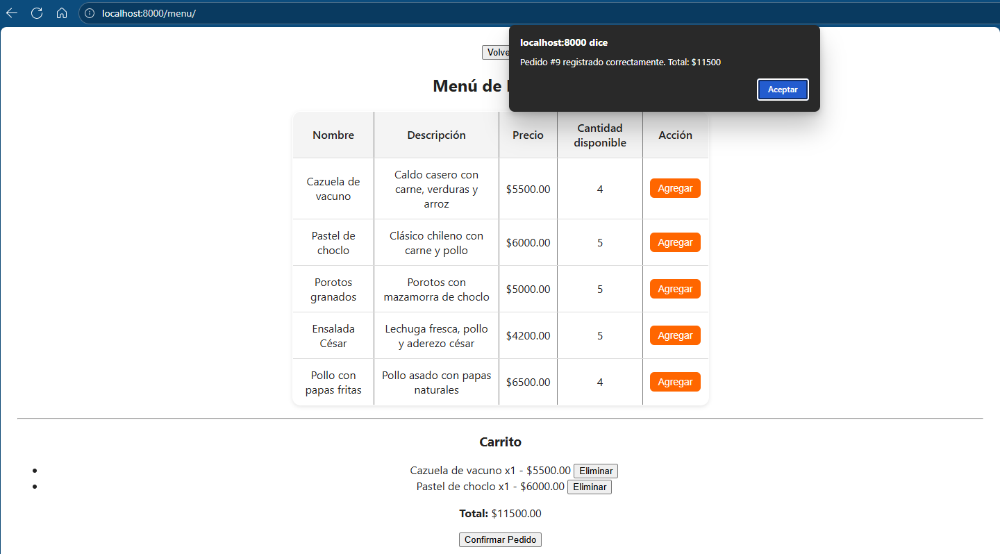 localhost:8000/menu/
localhost:8000 dice
Pedido #9 registrado correctamente. Total: $11500
Aceptar
Volve
Menú de
Nombre Descripción Precio Cantidad disponible Acción
Cazuela de vacuno Caldo casero con carne, verduras y arroz $5500.00 4 Agregar
Pastel de choclo Clásico chileno con carne y pollo $6000.00 5 Agregar
Porotos granados Porotos con mazamorra de choclo $5000.00 5 Agregar
Ensalada César Lechuga fresca, pollo y aderezo césar $4200.00 5 Agregar
Pollo con papas fritas Pollo asado con papas naturales $6500.00 4 Agregar
Carrito
Cazuela de vacuno x1 - $5500.00 Eliminar
Pastel de choclo x1 - $6000.00 Eliminar
Total: $11500.00
Confirmar Pedido